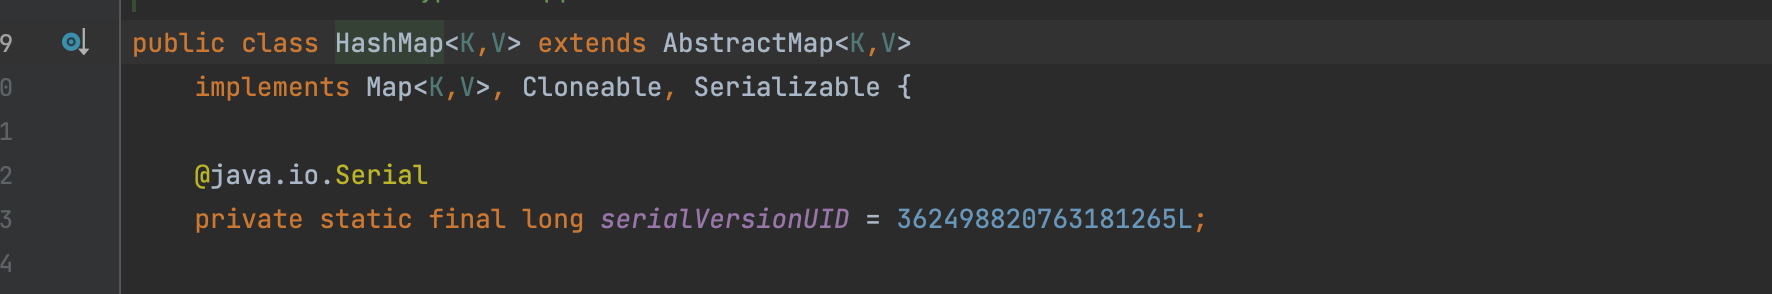 9 public class HashMap<K,V> extends AbstractMap<K,V>
0 implements Map<K,V>, Cloneable, Serializable {
1
2 @java.io.Serial
3 private static final long serialVersionUID = 362498820763181265L;
4